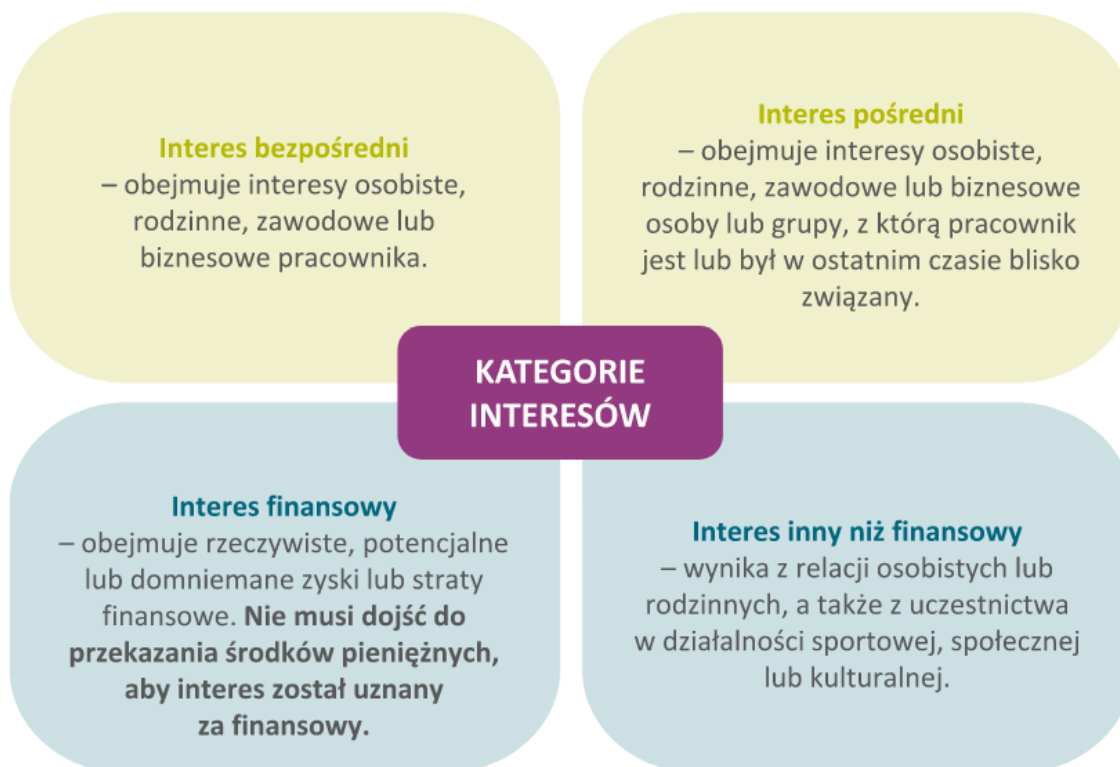 Interes bezpośredni
– obejmuje interesy osobiste,
rodzinne, zawodowe lub
biznesowe pracownika.
Interes pośredni
– obejmuje interesy osobiste,
rodzinne, zawodowe lub biznesowe
osoby lub grupy, z którą pracownik
jest lub był w ostatnim czasie blisko
związany.
KATEGORIE
INTERESÓW
Interes finansowy
– obejmuje rzeczywiste, potencjalne
lub domniemane zyski lub straty
finansowe. Nie musi dojść do
przekazania środków pieniężnych,
aby interes został uznany
za finansowy.
Interes inny niż finansowy
– wynika z relacji osobistych lub
rodzinnych, a także z uczestnictwa
w działalności sportowej, społecznej
lub kulturalnej.